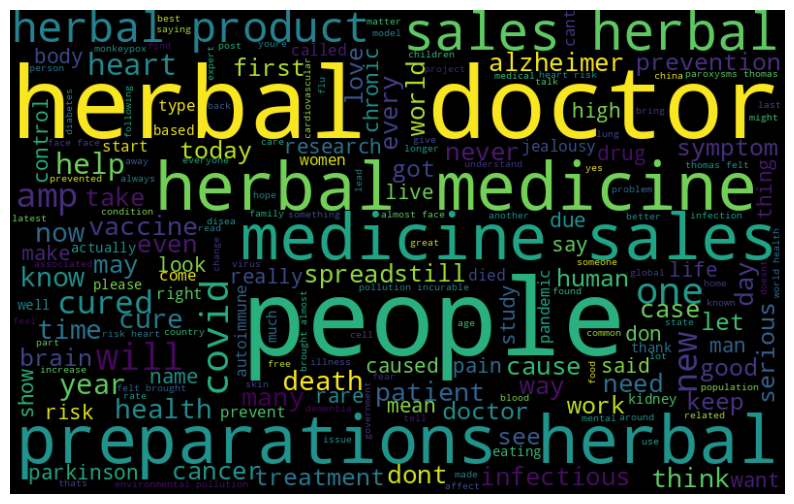 best
matter
saying
monkeypox
find
post
youre
model
children
cant
herbal product
sales herbal
person
body
heart
called
love
first
expert
flu
cardiovascular
chronic
every
world
alzheimer
prevention
project
medical
heart risk
china
paroxysms thomas
talk
herbal doctor
control
diabetes
following
back
type
based
high
bring
last
might
face face
start
care
give
lung
help
away
today
research
everyone
women
longer
never
jealousy
drug
understand
yes
symptom
thomas felt
prevented
always
hope
lead
got
thing
amp
take
herbal medicine
live
problem
latest
condition
disea
family
something
almost face
another
better
infection
now
vaccine
read
change
due
make
actually
even
medicine sales
say
know
may
please
look
associated
come
great
someone
global
life
day
doesnt
world health
well
right
virus
really
spreadstill
died
human
home
cured
covid
autoimmune
pollution incurable
study
pandemic
found
one
known
feel
risk heart
country
much
brought almost
people
age
common
state
case
serious
time
cure
cell
don
let
part
free
thank
lot
man
brain
will
increase
felt brought
illness
caused
pain
cause
said
new
good
show
year
name
rate
skin
fear
death
rare
patient
way
food
need
population
risk
health
many
dementia
government
prevent
mean
doctor
blood
work
kidney
keep
related
preparations herbal
issue
tell
see
eating
mental
around
use
parkinson
cancer
treatment
dont
made
affect
infectious
think
want
thats
environmental pollution